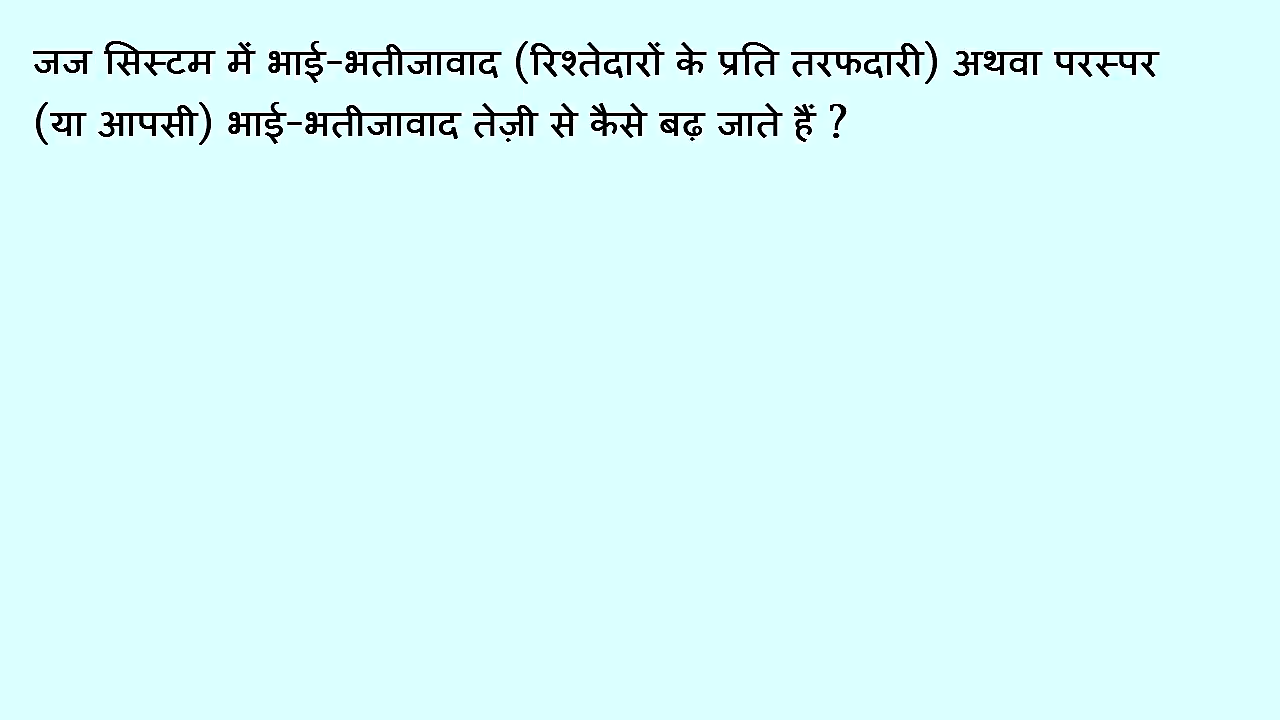 जज सिस्टम में भाई-भतीजावाद (रिश्तेदारों के प्रति तरफदारी) अथवा परस्पर
(या आपसी) भाई-भतीजावाद तेज़ी से कैसे बढ़ जाते हैं ?